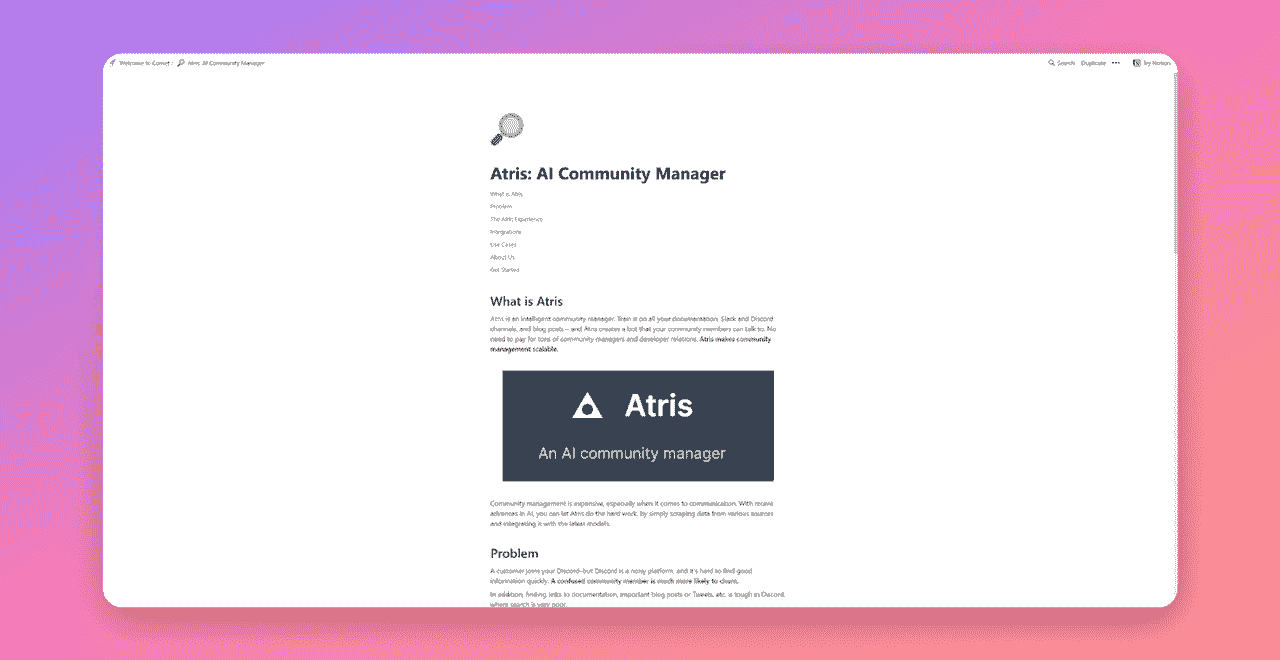 Welcome to Comet / Atris: AI Community Manager
Search Duplicate ••• by Notion
Atris: AI Community Manager
What is Atris
Problem
The Atris Experience
Integrations
Use Cases
About Us
Get Started
What is Atris
Atris is an intelligent community manager. Train it on all your documentation, Slack and Discord
channels, and blog posts – and Atris creates a bot that your community members can talk to. No
need to pay for tons of community managers and developer relations. Atris makes community
management scalable.
Atris
An AI community manager
Community management is expensive, especially when it comes to communication. With recent
advances in AI, you can let Atris do the hard work, by simply scraping data from various sources
and integrating it with the latest models.
Problem
A customer joins your Discord–but Discord is a noisy platform, and it's hard to find good
information quickly. A confused community member is much more likely to churn.
In addition, finding links to documentation, important blog posts or Tweets, etc. is tough in Discord,
where search is very poor.